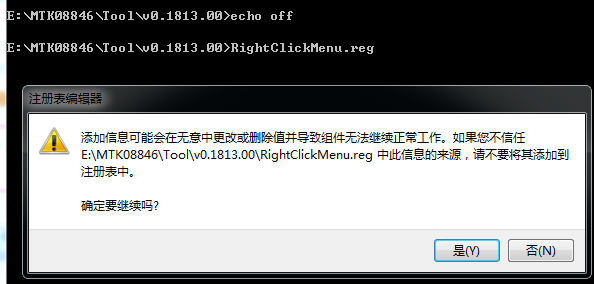 E:\MTK08846\Tool\v0.1813.00>echo off
E:\MTK08846\Tool\v0.1813.00>RightClickMenu.reg
注册表编辑器
添加信息可能会在无意中更改或删除值并导致组件无法继续正常工作。如果您不信任
E:\MTK08846\Tool\v0.1813.00\RightClickMenu.reg 中此信息的来源，请不要将其添加到
注册表中。
确定要继续吗?
是(Y) 否(N)